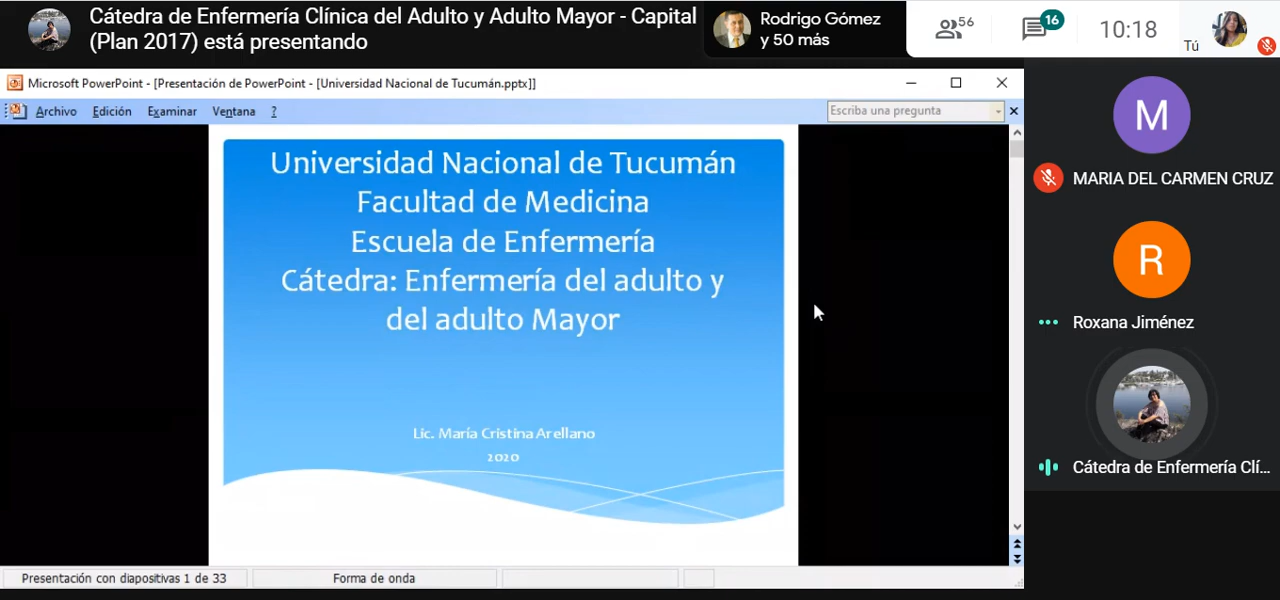 Cátedra de Enfermería Clínica del Adulto y Adulto Mayor - Capital
(Plan 2017) está presentando
Rodrigo Gómez
y 50 más
56
16
10:18
Tú
Microsoft PowerPoint - [Presentación de PowerPoint - [Universidad Nacional de Tucumán.pptx]]
Archivo Edición Examinar Ventana ?
Escriba una pregunta
Universidad Nacional de Tucumán
Facultad de Medicina
Escuela de Enfermería
Cátedra: Enfermería del adulto y
del adulto Mayor
Lic. María Cristina Arellano
2020
M
MARIA DEL CARMEN CRUZ
R
Roxana Jiménez
Cátedra de Enfermería Clí...
Presentación con diapositivas 1 de 33
Forma de onda